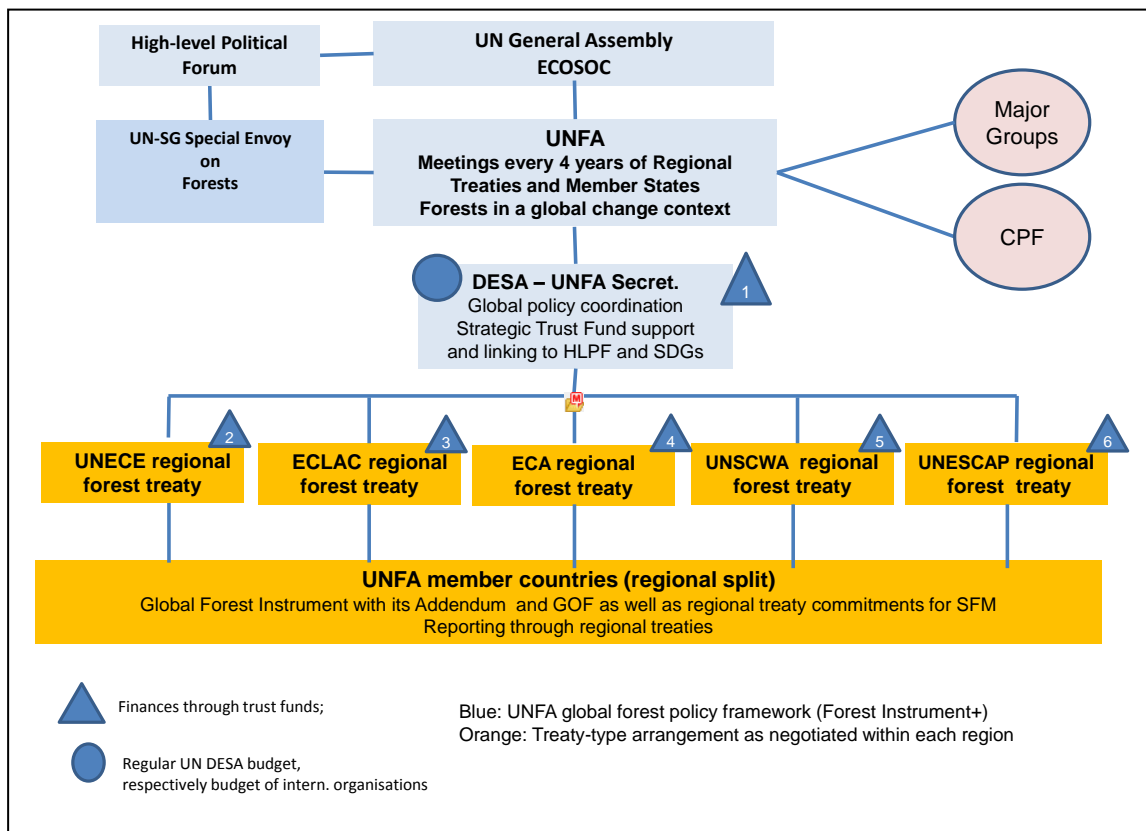 High-level Political
Forum
UN General Assembly
ECOSOC
UN-SG Special Envoy
on
Forests
UNFA
Meetings every 4 years of Regional
Treaties and Member States
Forests in a global change context
Major
Groups
CPF
DESA – UNFA Secret.
Global policy coordination
Strategic Trust Fund support
and linking to HLPF and SDGs
1
M
2
3
4
5
6
UNECE regional
forest treaty
ECLAC regional
forest treaty
ECA regional
forest treaty
UNSCWA regional
forest treaty
UNESCAP regional
forest treaty
UNFA member countries (regional split)
Global Forest Instrument with its Addendum and GOF as well as regional treaty commitments for SFM
Reporting through regional treaties
Finances through trust funds;
Regular UN DESA budget,
respectively budget of intern. organisations
Blue: UNFA global forest policy framework (Forest Instrument+)
Orange: Treaty-type arrangement as negotiated within each region